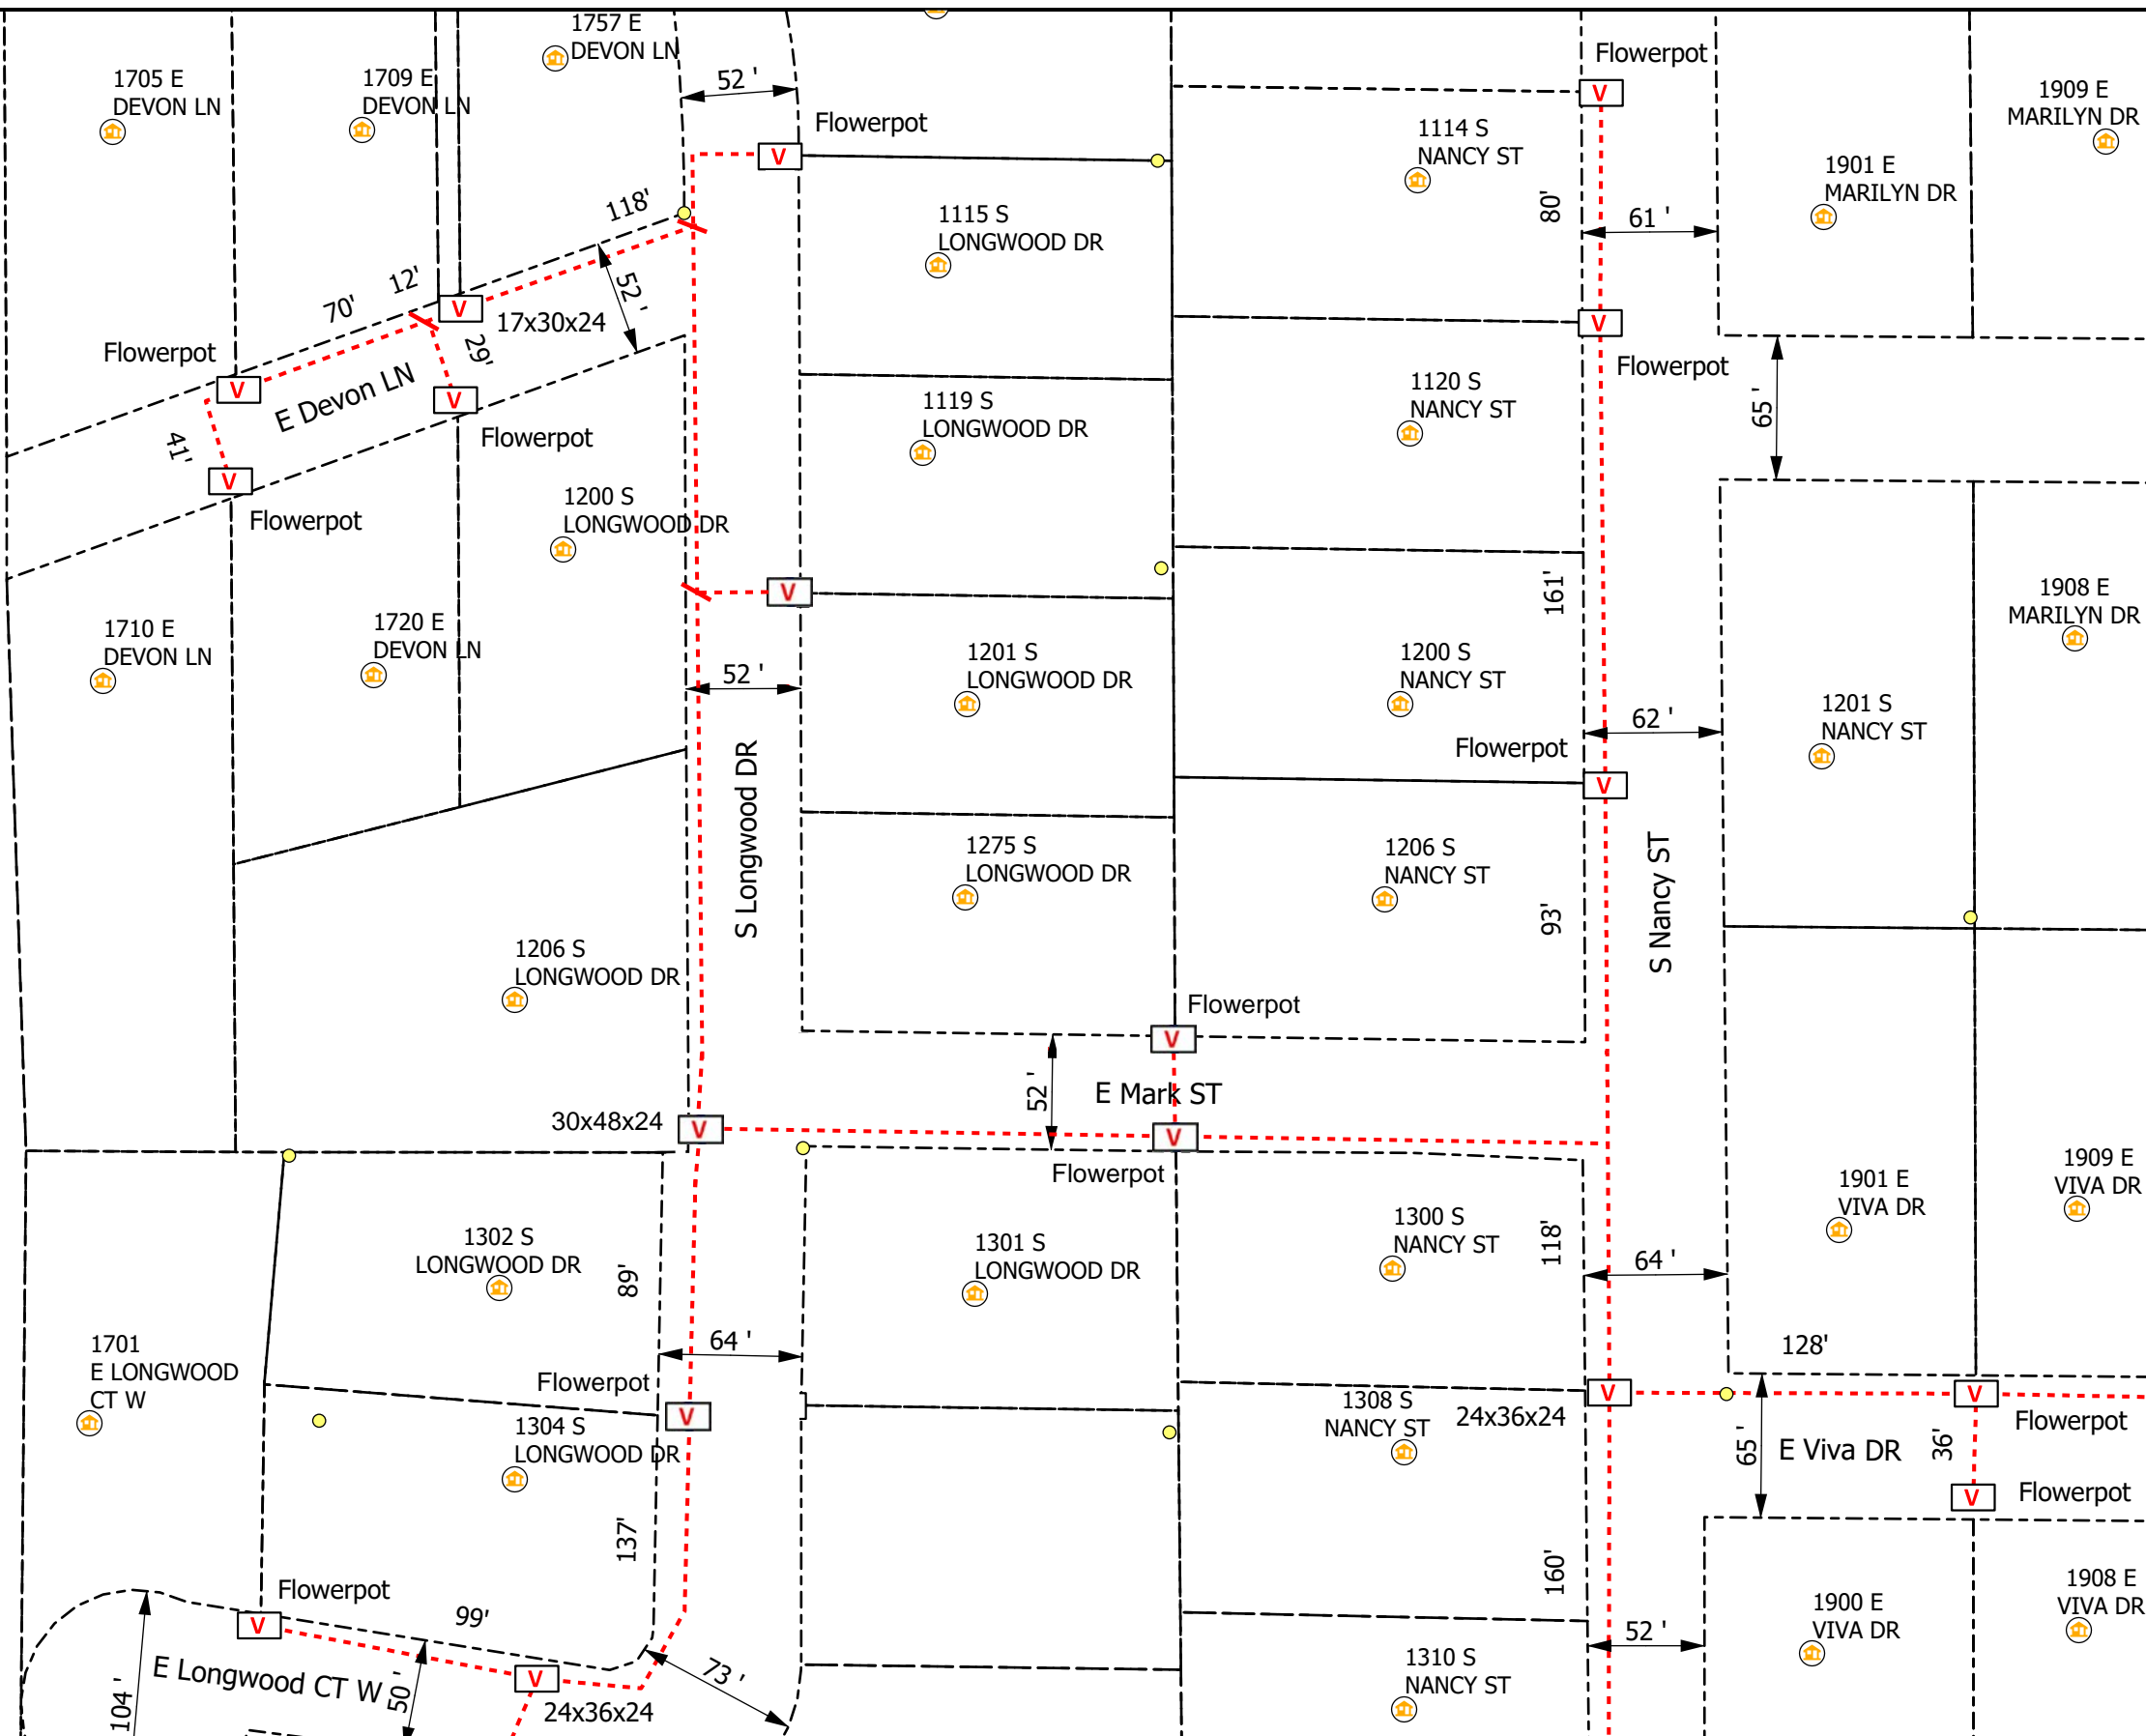 1757 E
DEVON LN
1705 E
DEVON LN
1709 E
DEVON LN
52 '
Flowerpot
Flowerpot
V
1909 E
MARILYN DR
1114 S
NANCY ST
1901 E
MARILYN DR
V
118'
80'
61 '
1115 S
LONGWOOD DR
12'
70'
52 '
V
17x30x24
29'
V
Flowerpot
Flowerpot
V
E Devon LN
V
Flowerpot
41'
V
Flowerpot
1119 S
LONGWOOD DR
1120 S
NANCY ST
65 '
1200 S
LONGWOOD DR
V
161'
1908 E
MARILYN DR
1710 E
DEVON LN
1720 E
DEVON LN
1201 S
LONGWOOD DR
1200 S
NANCY ST
52 '
62 '
1201 S
NANCY ST
Flowerpot
V
S Longwood DR
1275 S
LONGWOOD DR
1206 S
NANCY ST
93'
S Nancy ST
1206 S
LONGWOOD DR
Flowerpot
V
52 '
E Mark ST
30x48x24
V
V
Flowerpot
1901 E
VIVA DR
1909 E
VIVA DR
1302 S
LONGWOOD DR
89'
1301 S
LONGWOOD DR
1300 S
NANCY ST
118'
64 '
64 '
1701
E LONGWOOD
CT W
128'
Flowerpot
V
1304 S
LONGWOOD DR
1308 S
NANCY ST
24x36x24
V
V
Flowerpot
65 '
E Viva DR
36'
V
Flowerpot
137'
160'
Flowerpot
V
99'
1900 E
VIVA DR
1908 E
VIVA DR
52 '
E Longwood CT W
104 '
50 '
V
24x36x24
73 '
1310 S
NANCY ST